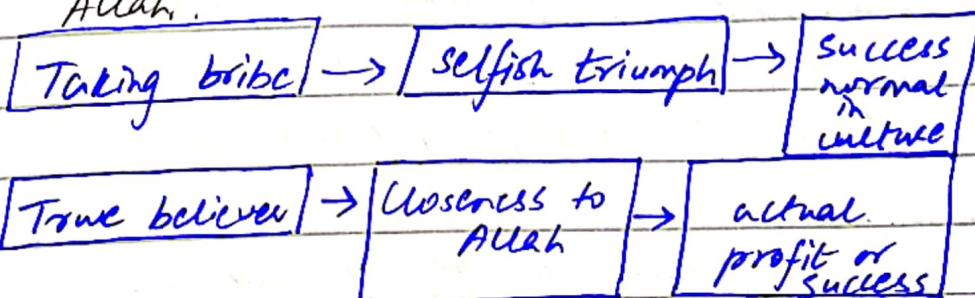 Allah.
Taking bribe → selfish triumph → success
normal
in
culture
True believer → Closeness to
Allah → actual
profit or
success